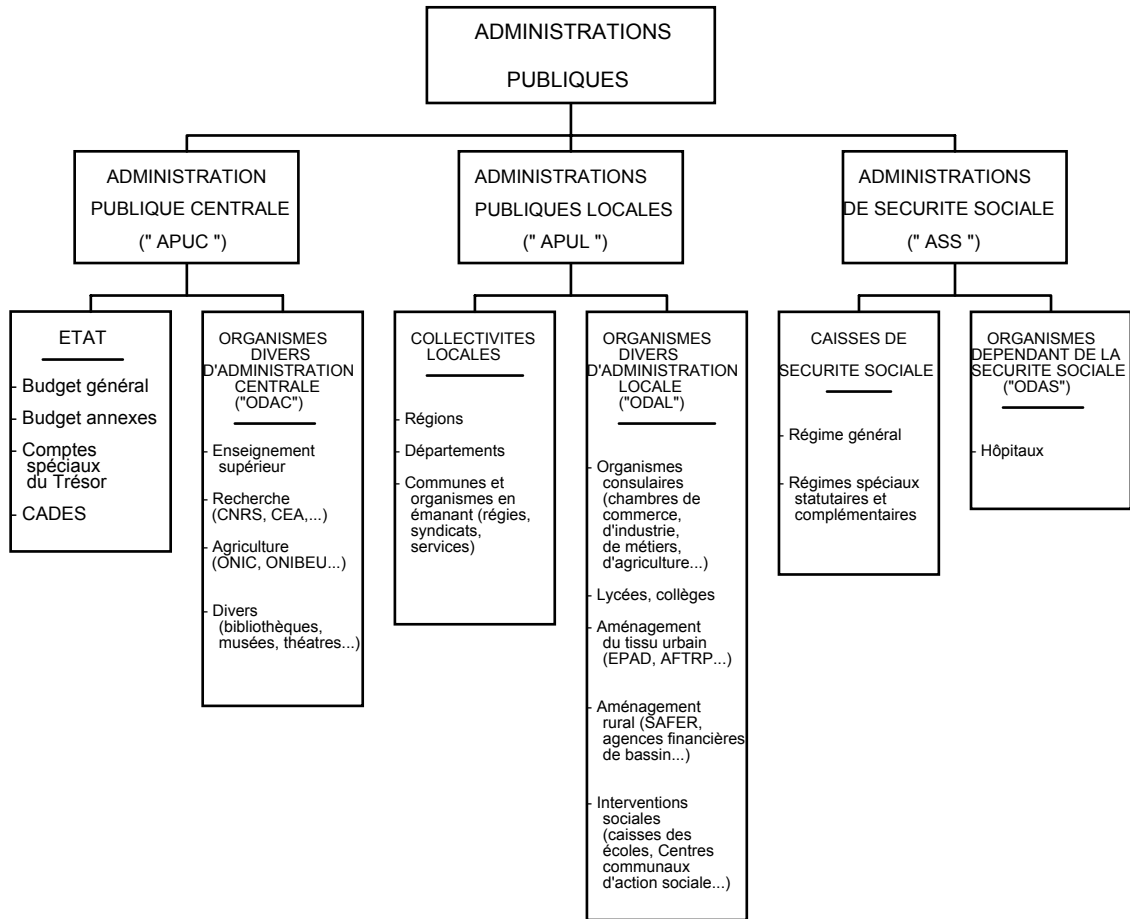 ADMINISTRATIONS
PUBLIQUES
ADMINISTRATION
PUBLIQUE CENTRALE
(" APUC ")
ADMINISTRATIONS
PUBLIQUES LOCALES
(" APUL ")
ADMINISTRATIONS
DE SECURITE SOCIALE
(" ASS ")
ETAT
- Budget général
- Budget annexes
- Comptes
spéciaux
du Trésor
- CADES
ORGANISMES
DIVERS
D'ADMINISTRATION
CENTRALE
("ODAC")
- Enseignement
supérieur
- Recherche
(CNRS, CEA,...)
- Agriculture
(ONIC, ONIBEU...)
- Divers
(bibliothèques,
musées, théatres...)
COLLECTIVITES
LOCALES
- Régions
- Départements
- Communes et
organismes en
émanant (régies,
syndicats,
services)
ORGANISMES
DIVERS
D'ADMINISTRATION
LOCALE
("ODAL")
- Organismes
consulaires
(chambres de
commerce,
d'industrie,
de métiers,
d'agriculture...)
- Lycées, collèges
- Aménagement
du tissu urbain
(EPAD, AFTRP...)
- Aménagement
rural (SAFER,
agences financières
de bassin...)
- Interventions
sociales
(caisses des
écoles, Centres
communaux
d'action sociale...)
CAISSES DE
SECURITE SOCIALE
- Régime général
- Régimes spéciaux
statutaires et
complémentaires
ORGANISMES
DEPENDANT DE LA
SECURITE SOCIALE
("ODAS")
- Hôpitaux